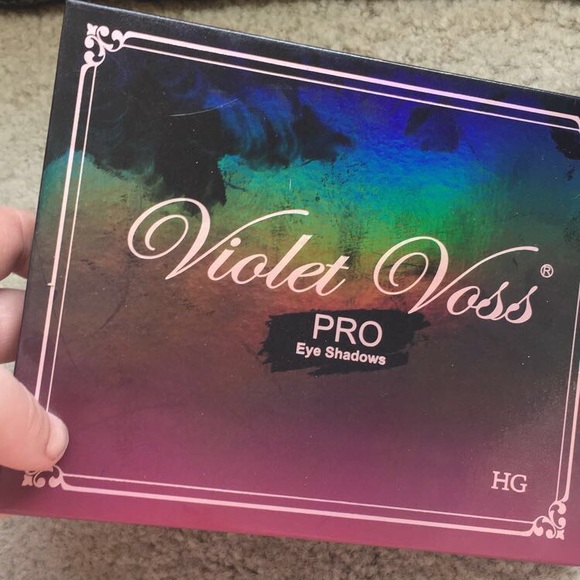 Violet Voss®
PRO
Eye Shadows
HG